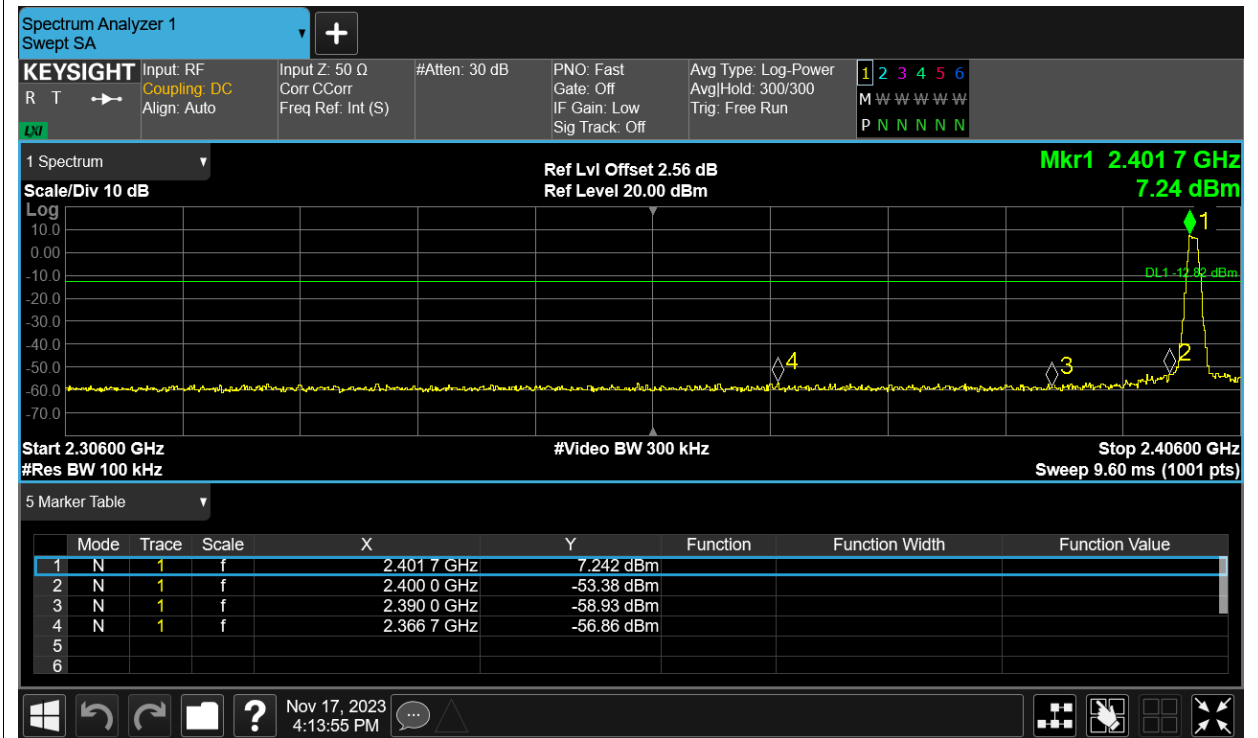 Spectrum Analyzer 1
Swept SA
+
KEYSIGHT Input: RF Input Z: 50 Ω #Atten: 30 dB PNO: Fast Avg Type: Log-Power 1 2 3 4 5 6
R T Coupling: DC Corr CCorr Gate: Off Avg|Hold: 300/300 M W W W W W W
Align: Auto Freq Ref: Int (S) IF Gain: Low Trig: Free Run
LXI Sig Track: Off P N N N N N N
1 Spectrum
Ref Lvl Offset 2.56 dB Mkr1 2.401 7 GHz
Scale/Div 10 dB Ref Level 20.00 dBm 7.24 dBm
Log
1
10.0
0.00
DL1 -12.82 dBm
-10.0
-20.0
-30.0
-40.0
4 3 2
-50.0
-60.0
-70.0
Start 2.30600 GHz #Video BW 300 kHz Stop 2.40600 GHz
#Res BW 100 kHz Sweep 9.60 ms (1001 pts)
5 Marker Table
Mode Trace Scale X Y Function Function Width Function Value
1 N 1 f 2.401 7 GHz 7.242 dBm
2 N 1 f 2.400 0 GHz -53.38 dBm
3 N 1 f 2.390 0 GHz -58.93 dBm
4 N 1 f 2.366 7 GHz -56.86 dBm
5
6
? Nov 17, 2023
4:13:55 PM